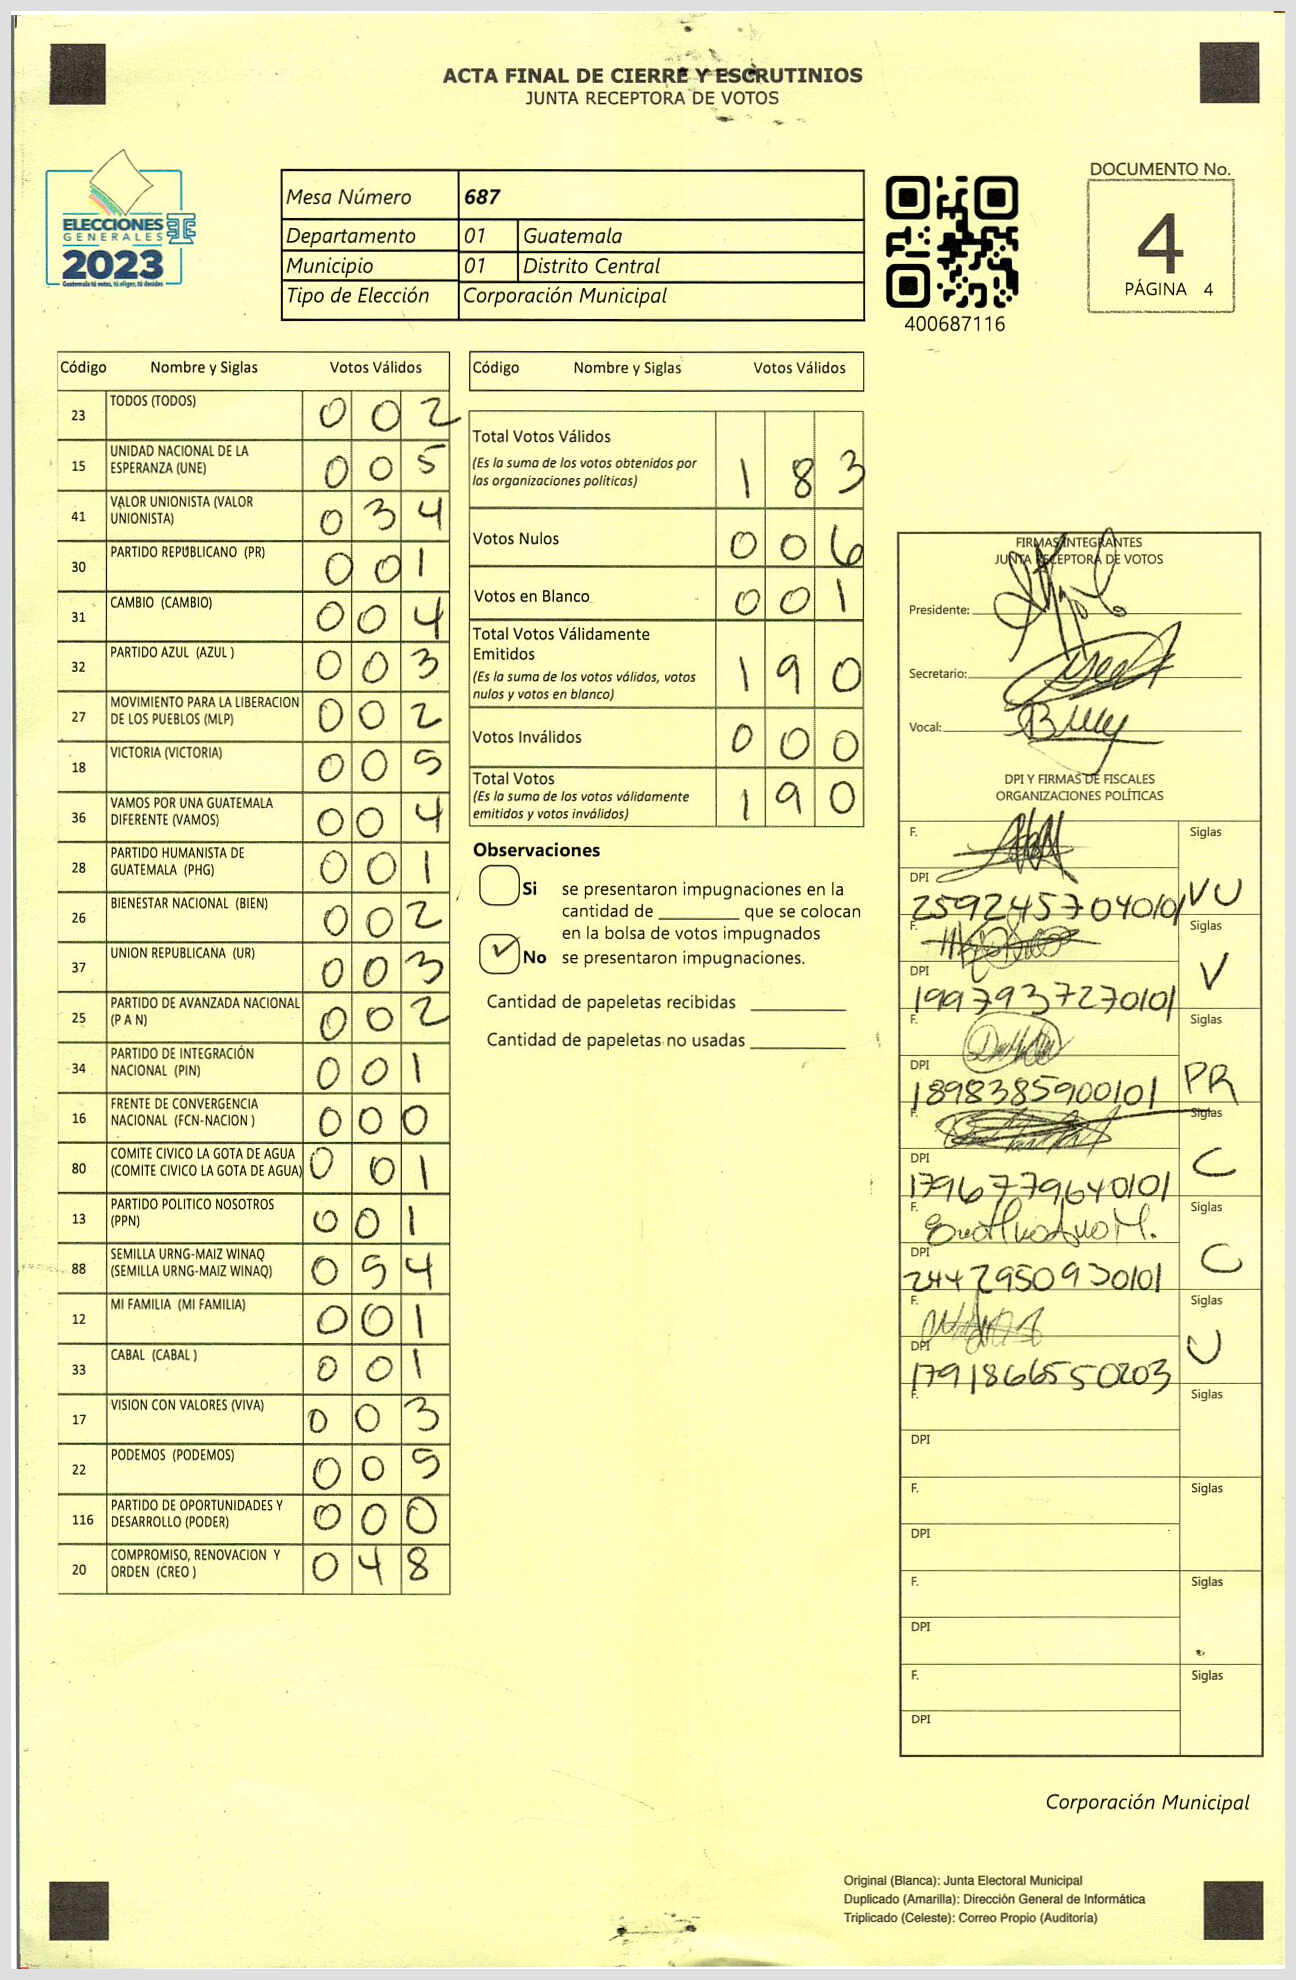 ACTA FINAL DE CIERRE Y ESCRUTINIOS
JUNTA RECEPTORA DE VOTOS
ELECCIONES
GENERALES
2023
Guatemala tú votas, tú eliges, tú decides
Mesa Número 687
Departamento 01 Guatemala
Municipio 01 Distrito Central
Tipo de Elección Corporación Municipal
400687116
DOCUMENTO No.
4
PÁGINA 4
Código Nombre y Siglas Votos Válidos
23 TODOS (TODOS) 0 0 2
15 UNIDAD NACIONAL DE LA
ESPERANZA (UNE) 0 0 5
41 VALOR UNIONISTA (VALOR
UNIONISTA) 0 3 4
30 PARTIDO REPUBLICANO (PR) 0 0 1
31 CAMBIO (CAMBIO) 0 0 4
32 PARTIDO AZUL (AZUL ) 0 0 3
27 MOVIMIENTO PARA LA LIBERACION
DE LOS PUEBLOS (MLP) 0 0 2
18 VICTORIA (VICTORIA) 0 0 5
36 VAMOS POR UNA GUATEMALA
DIFERENTE (VAMOS) 0 0 4
28 PARTIDO HUMANISTA DE
GUATEMALA (PHG) 0 0 1
26 BIENESTAR NACIONAL (BIEN) 0 0 2
37 UNION REPUBLICANA (UR) 0 0 3
25 PARTIDO DE AVANZADA NACIONAL
(P A N) 0 0 2
34 PARTIDO DE INTEGRACIÓN
NACIONAL (PIN) 0 0 1
16 FRENTE DE CONVERGENCIA
NACIONAL (FCN-NACION ) 0 0 0
80 COMITE CIVICO LA GOTA DE AGUA
(COMITE CIVICO LA GOTA DE AGUA) 0 0 1
13 PARTIDO POLITICO NOSOTROS
(PPN) 0 0 1
88 SEMILLA URNG-MAIZ WINAQ
(SEMILLA URNG-MAIZ WINAQ) 0 5 4
12 MI FAMILIA (MI FAMILIA) 0 0 1
33 CABAL (CABAL ) 0 0 1
17 VISION CON VALORES (VIVA) 0 0 3
22 PODEMOS (PODEMOS) 0 0 5
116 PARTIDO DE OPORTUNIDADES Y
DESARROLLO (PODER) 0 0 0
20 COMPROMISO, RENOVACION Y
ORDEN (CREO ) 0 4 8
Código Nombre y Siglas Votos Válidos
Total Votos Válidos
(Es la suma de los votos obtenidos por
las organizaciones políticas) 1 8 3
Votos Nulos 0 0 6
Votos en Blanco 0 0 1
Total Votos Válidamente
Emitidos
(Es la suma de los votos válidos, votos
nulos y votos en blanco) 1 9 0
Votos Inválidos 0 0 0
Total Votos
(Es la suma de los votos válidamente
emitidos y votos inválidos) 1 9 0
Observaciones
Si se presentaron impugnaciones en la
cantidad de ________ que se colocan
en la bolsa de votos impugnados
✓ No se presentaron impugnaciones.
Cantidad de papeletas recibidas
Cantidad de papeletas no usadas
FIRMAS INTEGRANTES
JUNTA RECEPTORA DE VOTOS
Presidente:
Secretario:
Vocal:
DPI Y FIRMAS DE FISCALES
ORGANIZACIONES POLÍTICAS
F. Siglas
DPI 2592457040101 VU
F. Siglas
DPI 1997937270101 V
F. Siglas
DPI 1898385900101 PR
F. Siglas
DPI 1796779640101 C
F. Siglas
DPI 2442950930101 C
F. Siglas
DPI 1791866550203 U
F. Siglas
DPI
F. Siglas
DPI
F. Siglas
DPI
F. Siglas
DPI
Corporación Municipal
Original (Blanca): Junta Electoral Municipal
Duplicado (Amarilla): Dirección General de Informática
Triplicado (Celeste): Correo Propio (Auditoría)